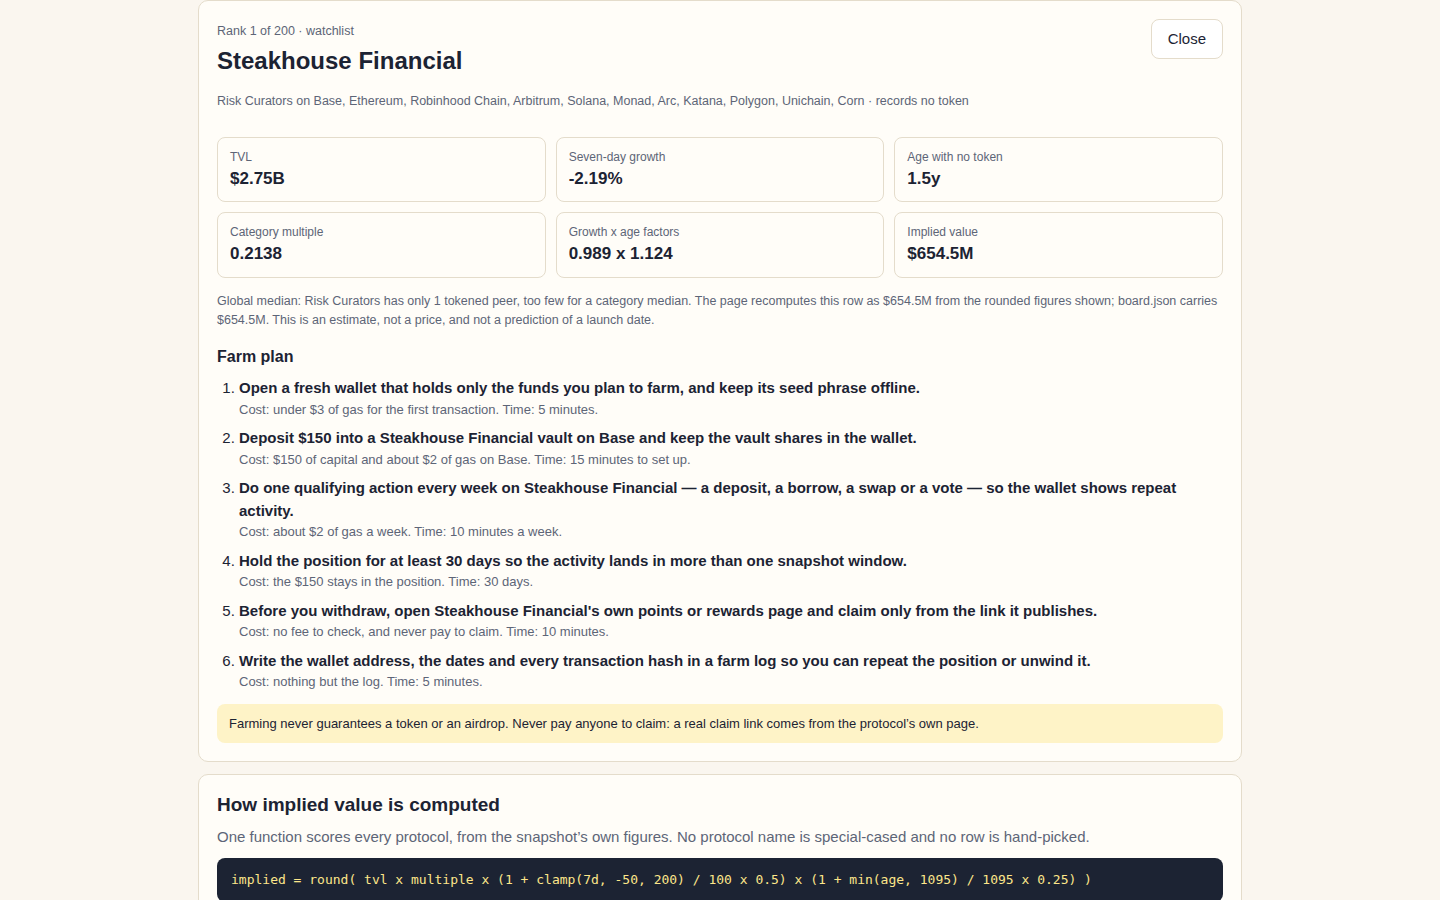 Rank 1 of 200 · watchlist
Close
Steakhouse Financial
Risk Curators on Base, Ethereum, Robinhood Chain, Arbitrum, Solana, Monad, Arc, Katana, Polygon, Unichain, Corn · records no token
TVL
$2.75B
Seven-day growth
-2.19%
Age with no token
1.5y
Category multiple
0.2138
Growth x age factors
0.989 x 1.124
Implied value
$654.5M
Global median: Risk Curators has only 1 tokened peer, too few for a category median. The page recomputes this row as $654.5M from the rounded figures shown; board.json carries
$654.5M. This is an estimate, not a price, and not a prediction of a launch date.
Farm plan
1. Open a fresh wallet that holds only the funds you plan to farm, and keep its seed phrase offline.
Cost: under $3 of gas for the first transaction. Time: 5 minutes.
2. Deposit $150 into a Steakhouse Financial vault on Base and keep the vault shares in the wallet.
Cost: $150 of capital and about $2 of gas on Base. Time: 15 minutes to set up.
3. Do one qualifying action every week on Steakhouse Financial — a deposit, a borrow, a swap or a vote — so the wallet shows repeat
activity.
Cost: about $2 of gas a week. Time: 10 minutes a week.
4. Hold the position for at least 30 days so the activity lands in more than one snapshot window.
Cost: the $150 stays in the position. Time: 30 days.
5. Before you withdraw, open Steakhouse Financial's own points or rewards page and claim only from the link it publishes.
Cost: no fee to check, and never pay to claim. Time: 10 minutes.
6. Write the wallet address, the dates and every transaction hash in a farm log so you can repeat the position or unwind it.
Cost: nothing but the log. Time: 5 minutes.
Farming never guarantees a token or an airdrop. Never pay anyone to claim: a real claim link comes from the protocol's own page.
How implied value is computed
One function scores every protocol, from the snapshot's own figures. No protocol name is special-cased and no row is hand-picked.
implied = round( tvl x multiple x (1 + clamp(7d, -50, 200) / 100 x 0.5) x (1 + min(age, 1095) / 1095 x 0.25) )